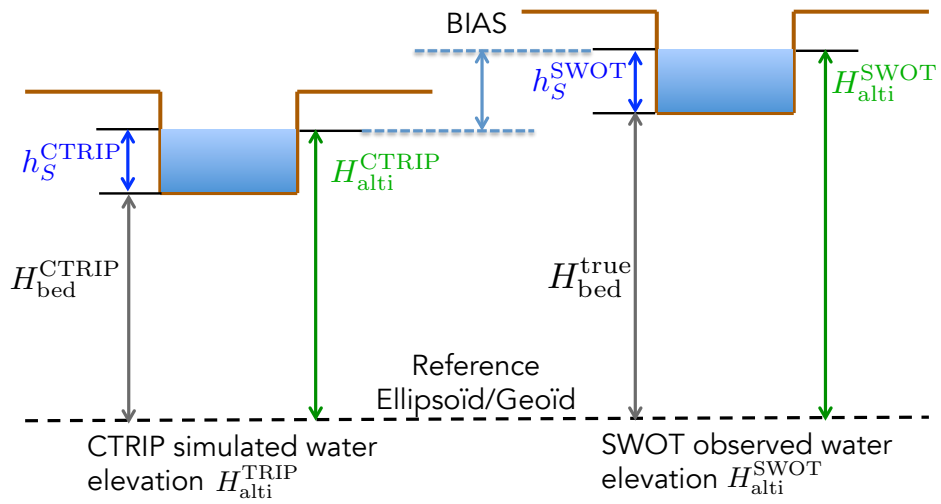 BIAS
h_S^SWOT
H_alti^SWOT
h_S^CTRIP
H_alti^CTRIP
H_bed^CTRIP
H_bed^true
Reference
Ellipsoïd/Geoïd
CTRIP simulated water
elevation H_alti^TRIP
SWOT observed water
elevation H_alti^SWOT